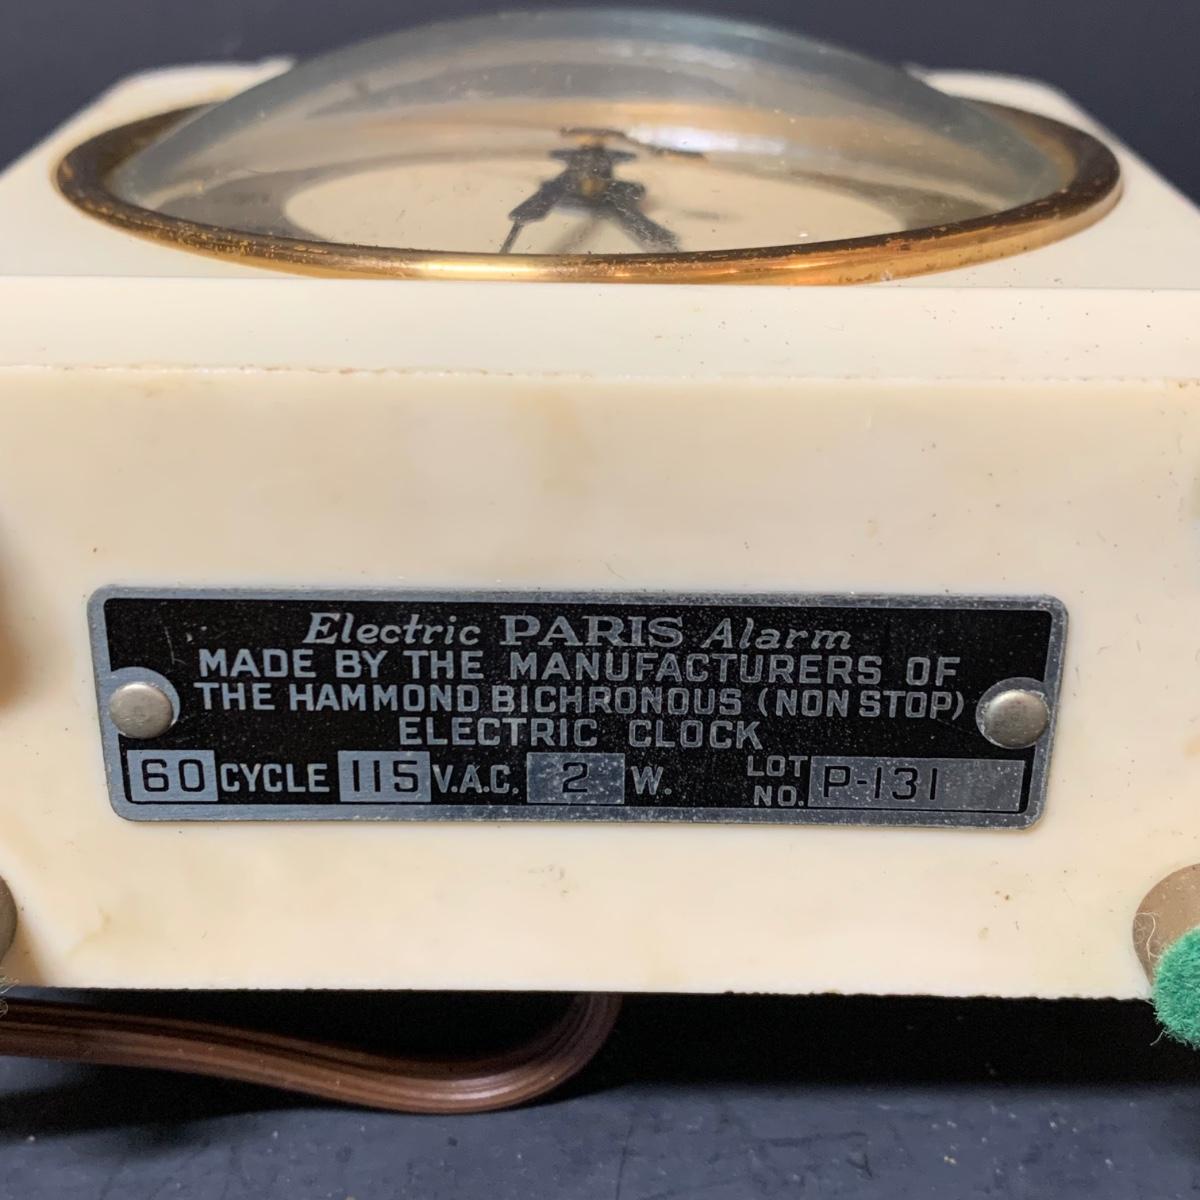 Electric PARIS Alarm
MADE BY THE MANUFACTURERS OF
THE HAMMOND BICHRONOUS (NON STOP)
ELECTRIC CLOCK
60 CYCLE 115 V.A.C. 2 W. LOT NO. P-131